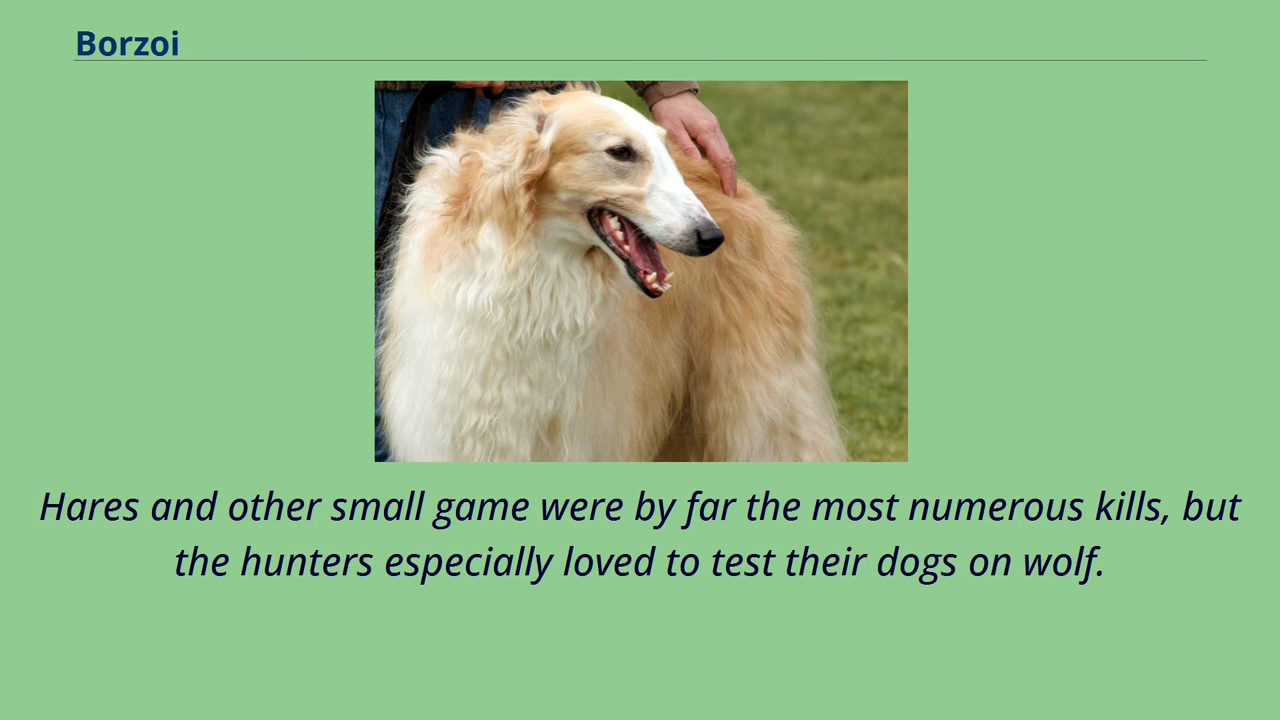 Borzoi
Hares and other small game were by far the most numerous kills, but
the hunters especially loved to test their dogs on wolf.